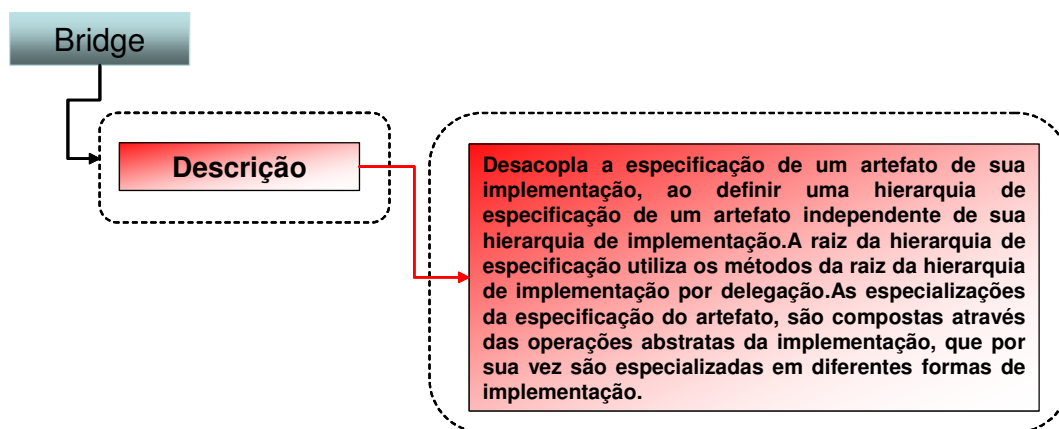 Bridge
Descrição
Desacopla a especificação de um artefato de sua
implementação, ao definir uma hierarquia de
especificação de um artefato independente de sua
hierarquia de implementação.A raiz da hierarquia de
especificação utiliza os métodos da raiz da hierarquia
de implementação por delegação.As especializações
da especificação do artefato, são compostas através
das operações abstratas da implementação, que por
sua vez são especializadas em diferentes formas de
implementação.